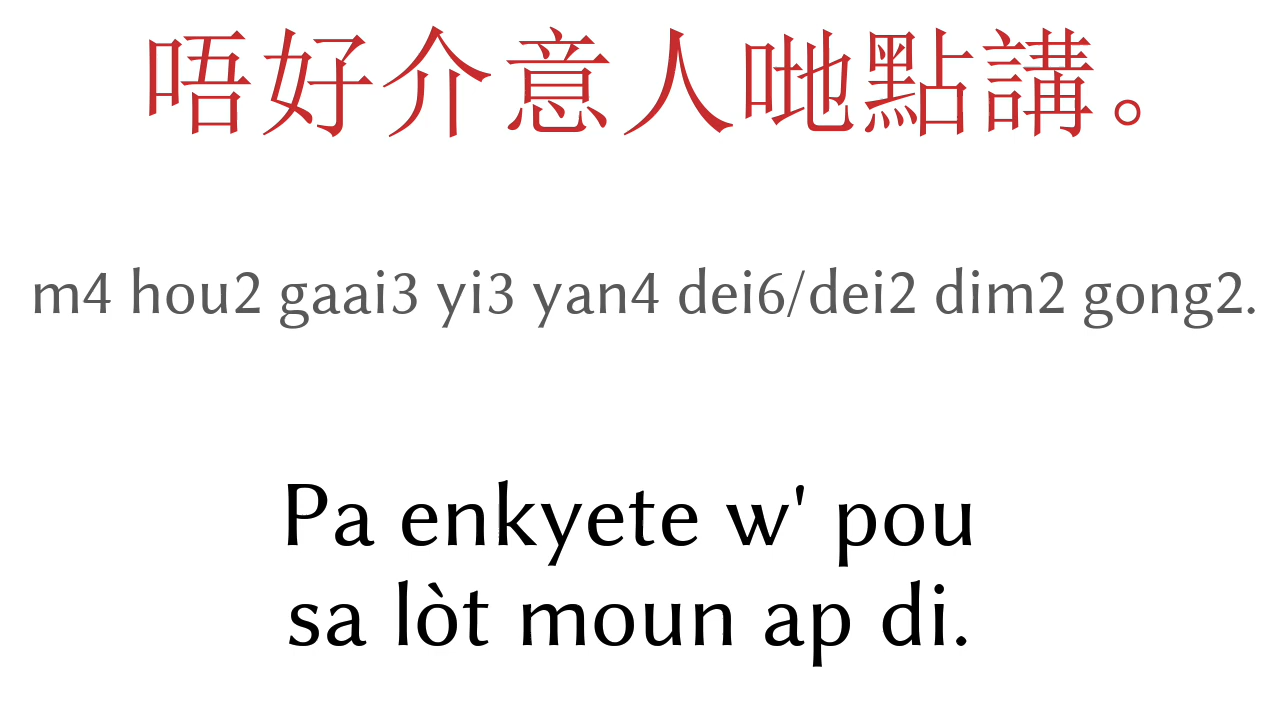 唔好介意人哋點講。
m4 hou2 gaai3 yi3 yan4 dei6/dei2 dim2 gong2.
Pa enkyete w' pou
sa lòt moun ap di.